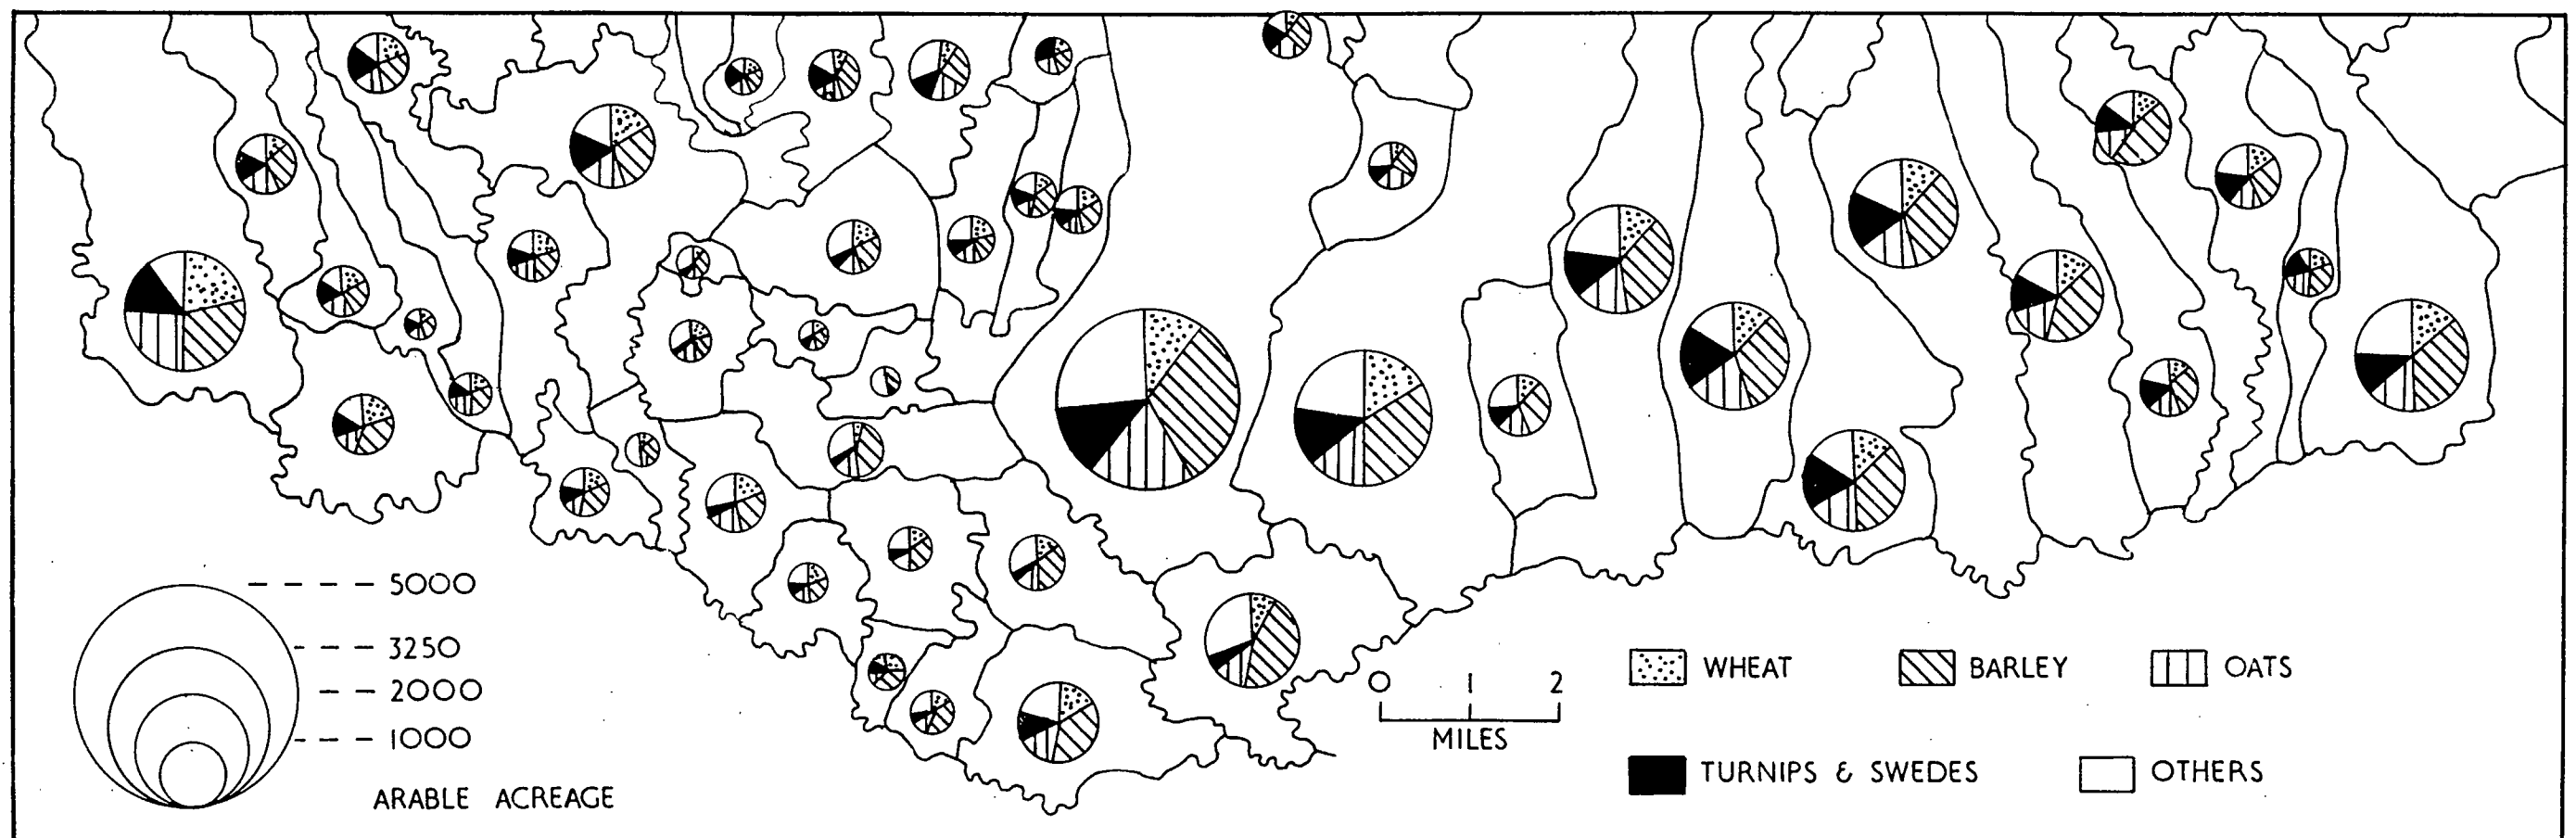 5000
3250
2000
1000
ARABLE ACREAGE
0 1 2
MILES
WHEAT
BARLEY
OATS
TURNIPS & SWEDES
OTHERS